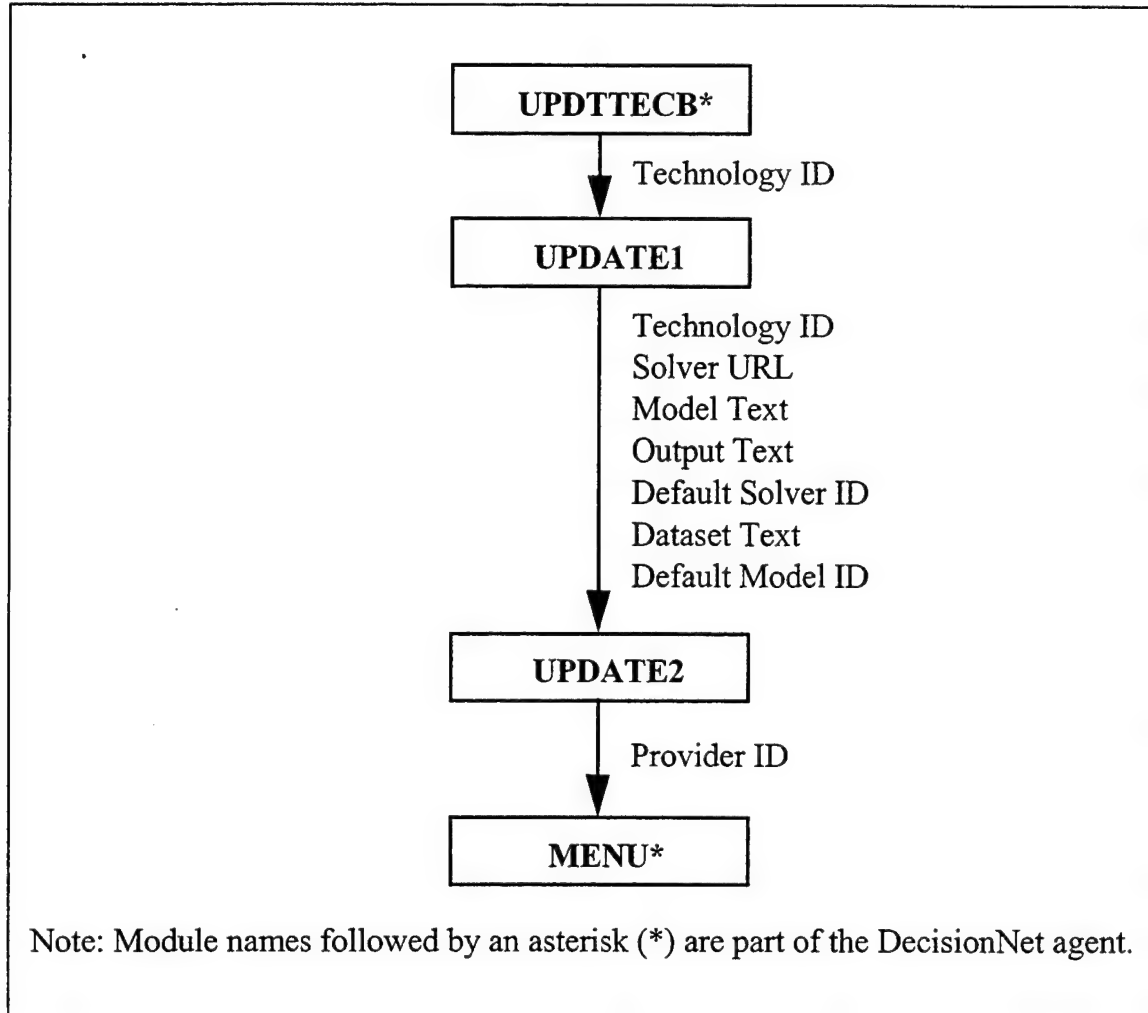 UPDTTECB*
Technology ID
UPDATE1
Technology ID
Solver URL
Model Text
Output Text
Default Solver ID
Dataset Text
Default Model ID
UPDATE2
Provider ID
MENU*
Note: Module names followed by an asterisk (*) are part of the DecisionNet agent.